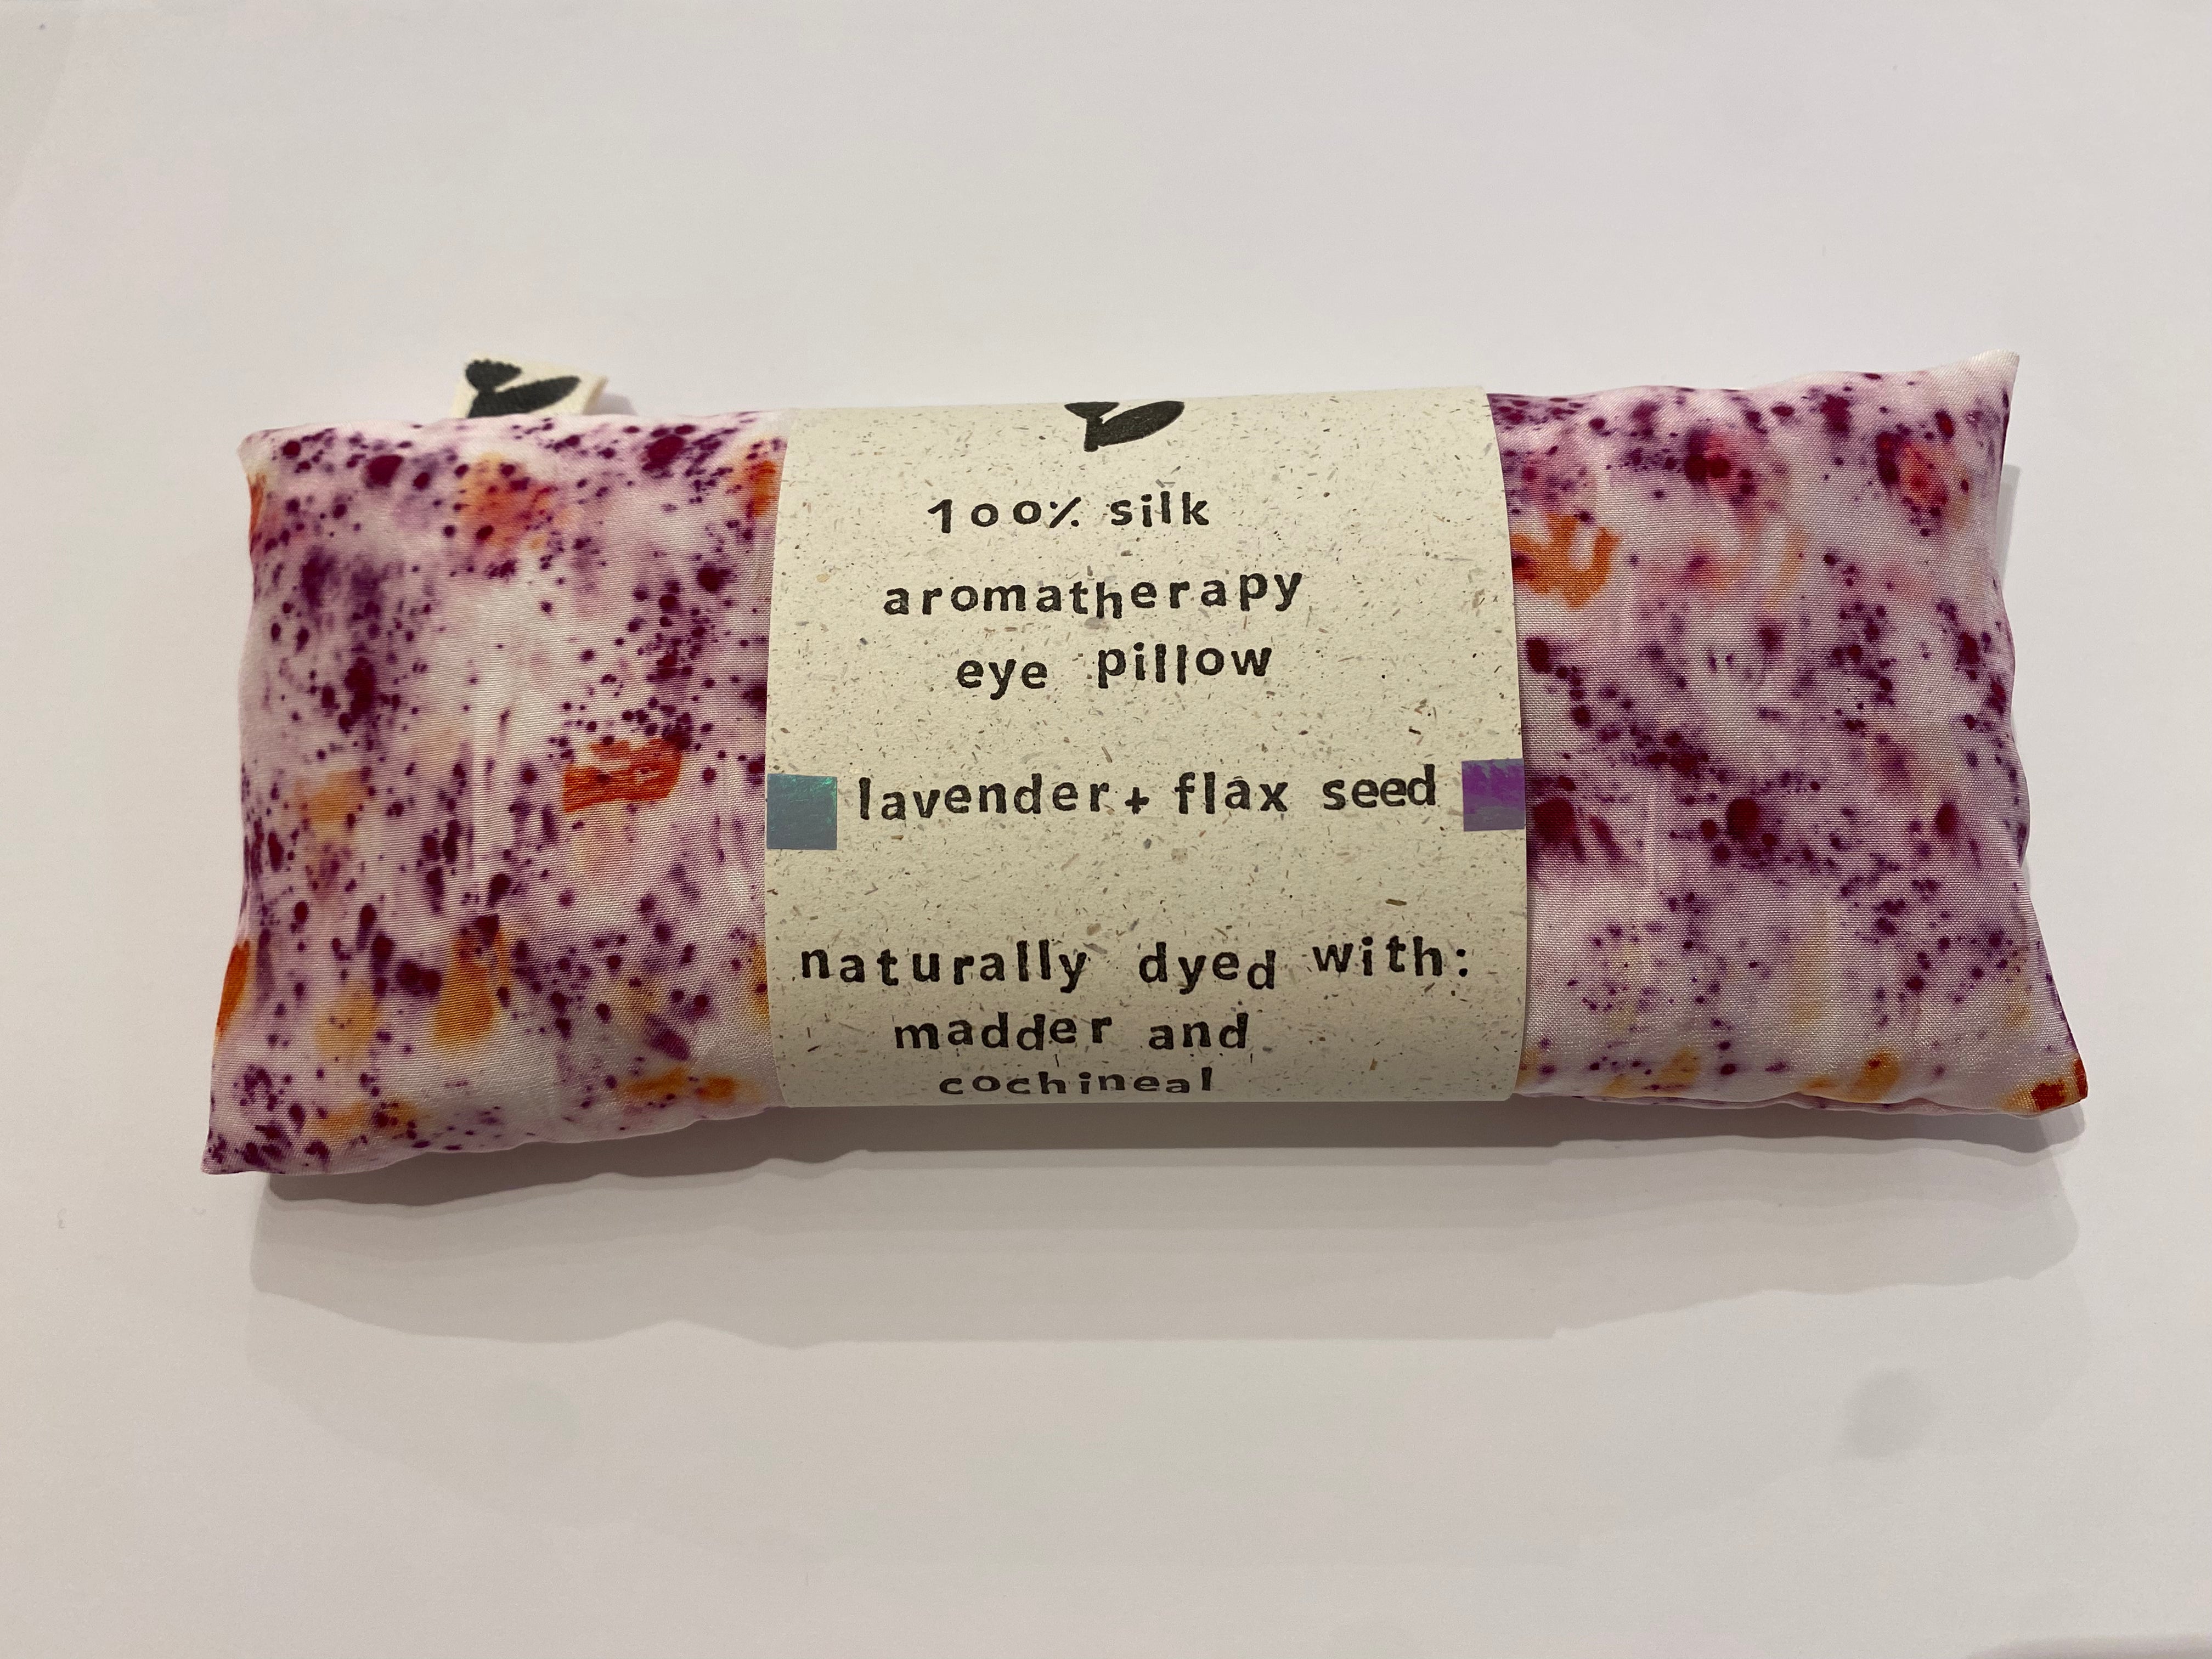 100% silk
aromatherapy
eye pillow
lavender + flax seed
naturally dyed with:
madder and
cochineal